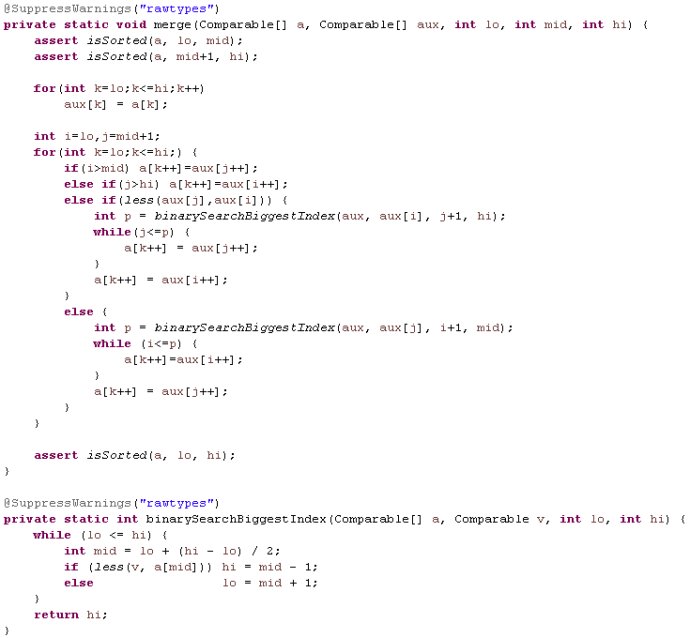 @SuppressWarnings("rawtypes")
private static void merge(Comparable[] a, Comparable[] aux, int lo, int mid, int hi) {
    assert isSorted(a, lo, mid);
    assert isSorted(a, mid+1, hi);

    for(int k=lo;k<=hi;k++)
        aux[k] = a[k];

    int i=lo,j=mid+1;
    for(int k=lo;k<=hi;) {
        if(i>mid) a[k++]=aux[j++];
        else if(j>hi) a[k++]=aux[i++];
        else if(less(aux[j],aux[i])) {
            int p = binarySearchBiggestIndex(aux, aux[i], j+1, hi);
            while(j<=p) {
                a[k++] = aux[j++];
            }
            a[k++] = aux[i++];
        }
        else {
            int p = binarySearchBiggestIndex(aux, aux[j], i+1, mid);
            while (i<=p) {
                a[k++]=aux[i++];
            }
            a[k++] = aux[j++];
        }
    }

    assert isSorted(a, lo, hi);
}

@SuppressWarnings("rawtypes")
private static int binarySearchBiggestIndex(Comparable[] a, Comparable v, int lo, int hi) {
    while (lo <= hi) {
        int mid = lo + (hi - lo) / 2;
        if (less(v, a[mid])) hi = mid - 1;
        else                 lo = mid + 1;
    }
    return hi;
}